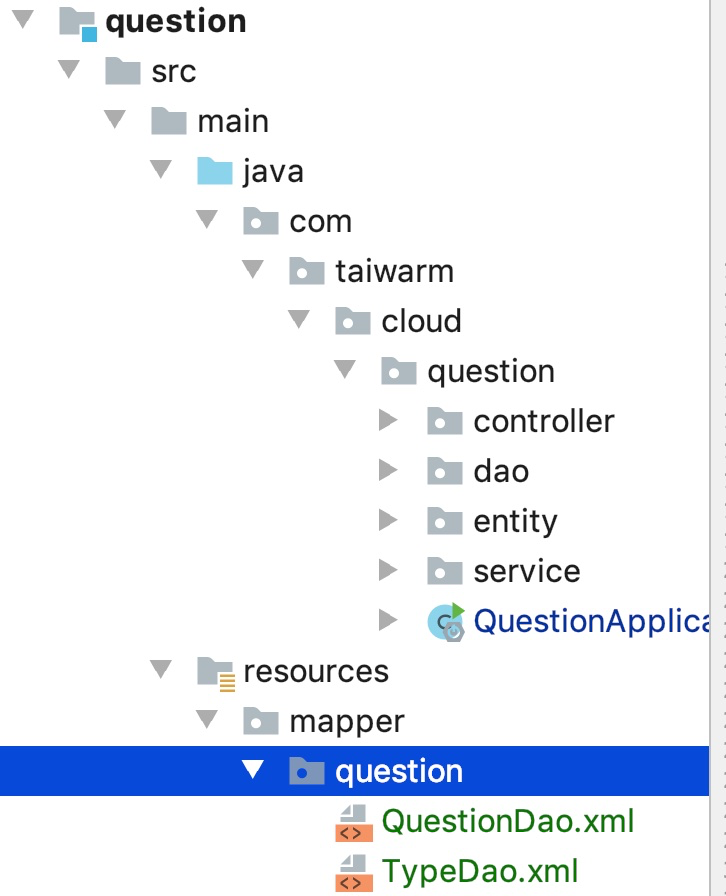 question
src
main
java
com
taiwarm
cloud
question
controller
dao
entity
service
QuestionApplica
resources
mapper
question
QuestionDao.xml
TypeDao.xml